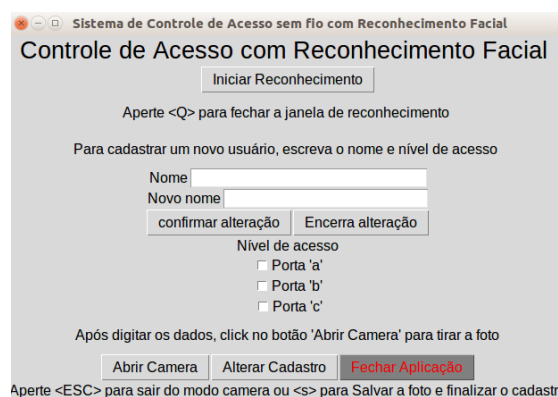 Sistema de Controle de Acesso sem fio com Reconhecimento Facial
Controle de Acesso com Reconhecimento Facial
Iniciar Reconhecimento
Aperte <Q> para fechar a janela de reconhecimento
Para cadastrar um novo usuário, escreva o nome e nível de acesso
Nome
Novo nome
confirmar alteração Encerra alteração
Nível de acesso
Porta 'a'
Porta 'b'
Porta 'c'
Após digitar os dados, click no botão 'Abrir Camera' para tirar a foto
Abrir Camera Alterar Cadastro Fechar Aplicação
Aperte <ESC> para sair do modo camera ou <s> para Salvar a foto e finalizar o cadastr